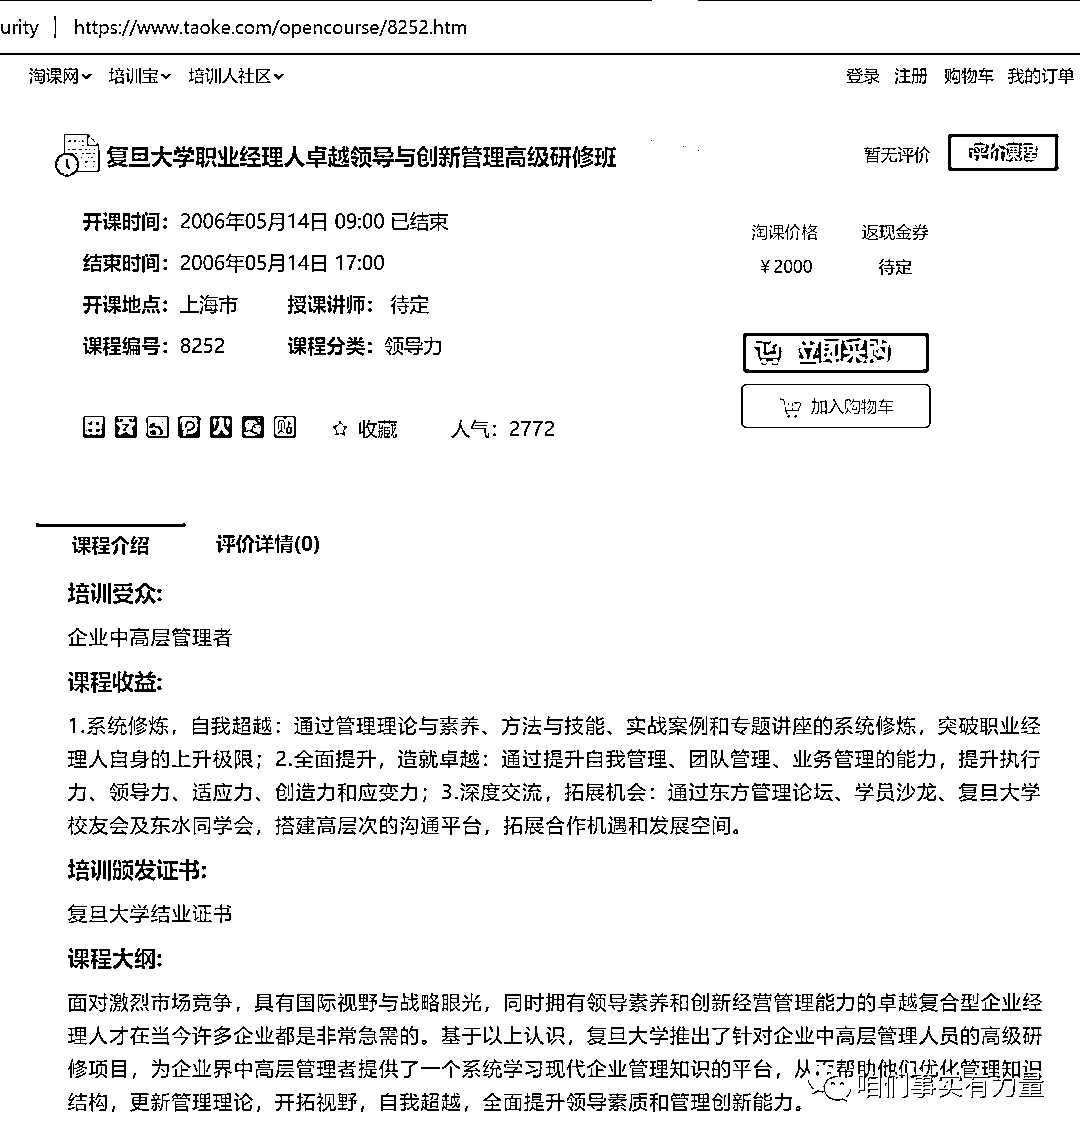 urity | https://www.taoke.com/opencourse/8252.htm
淘课网 培训宝 培训人社区 登录 注册 购物车 我的订单
复旦大学职业经理人卓越领导与创新管理高级研修班 暂无评价 评价课程
开课时间：2006年05月14日 09:00 已结束
淘课价格 返现金券
结束时间：2006年05月14日 17:00
￥2000 待定
开课地点：上海市 授课讲师：待定
课程编号：8252 课程分类：领导力
立即采购
加入购物车
收藏 人气：2772
课程介绍 评价详情(0)
培训受众:
企业中高层管理者
课程收益:
1.系统修炼，自我超越：通过管理理论与素养、方法与技能、实战案例和专题讲座的系统修炼，突破职业经
理人自身的上升极限；2.全面提升，造就卓越：通过提升自我管理、团队管理、业务管理的能力，提升执行
力、领导力、适应力、创造力和应变力；3.深度交流，拓展机会：通过东方管理论坛、学员沙龙、复旦大学
校友会及东水同学会，搭建高层次的沟通平台，拓展合作机遇和发展空间。
培训颁发证书:
复旦大学结业证书
课程大纲:
面对激烈市场竞争，具有国际视野与战略眼光，同时拥有领导素养和创新经营管理能力的卓越复合型企业经
理人才在当今许多企业都是非常急需的。基于以上认识，复旦大学推出了针对企业中高层管理人员的高级研
修项目，为企业界中高层管理者提供了一个系统学习现代企业管理知识的平台，从而帮助他们优化管理知识
结构，更新管理理论，开拓视野，自我超越，全面提升领导素质和管理创新能力。
咱们事实有力量